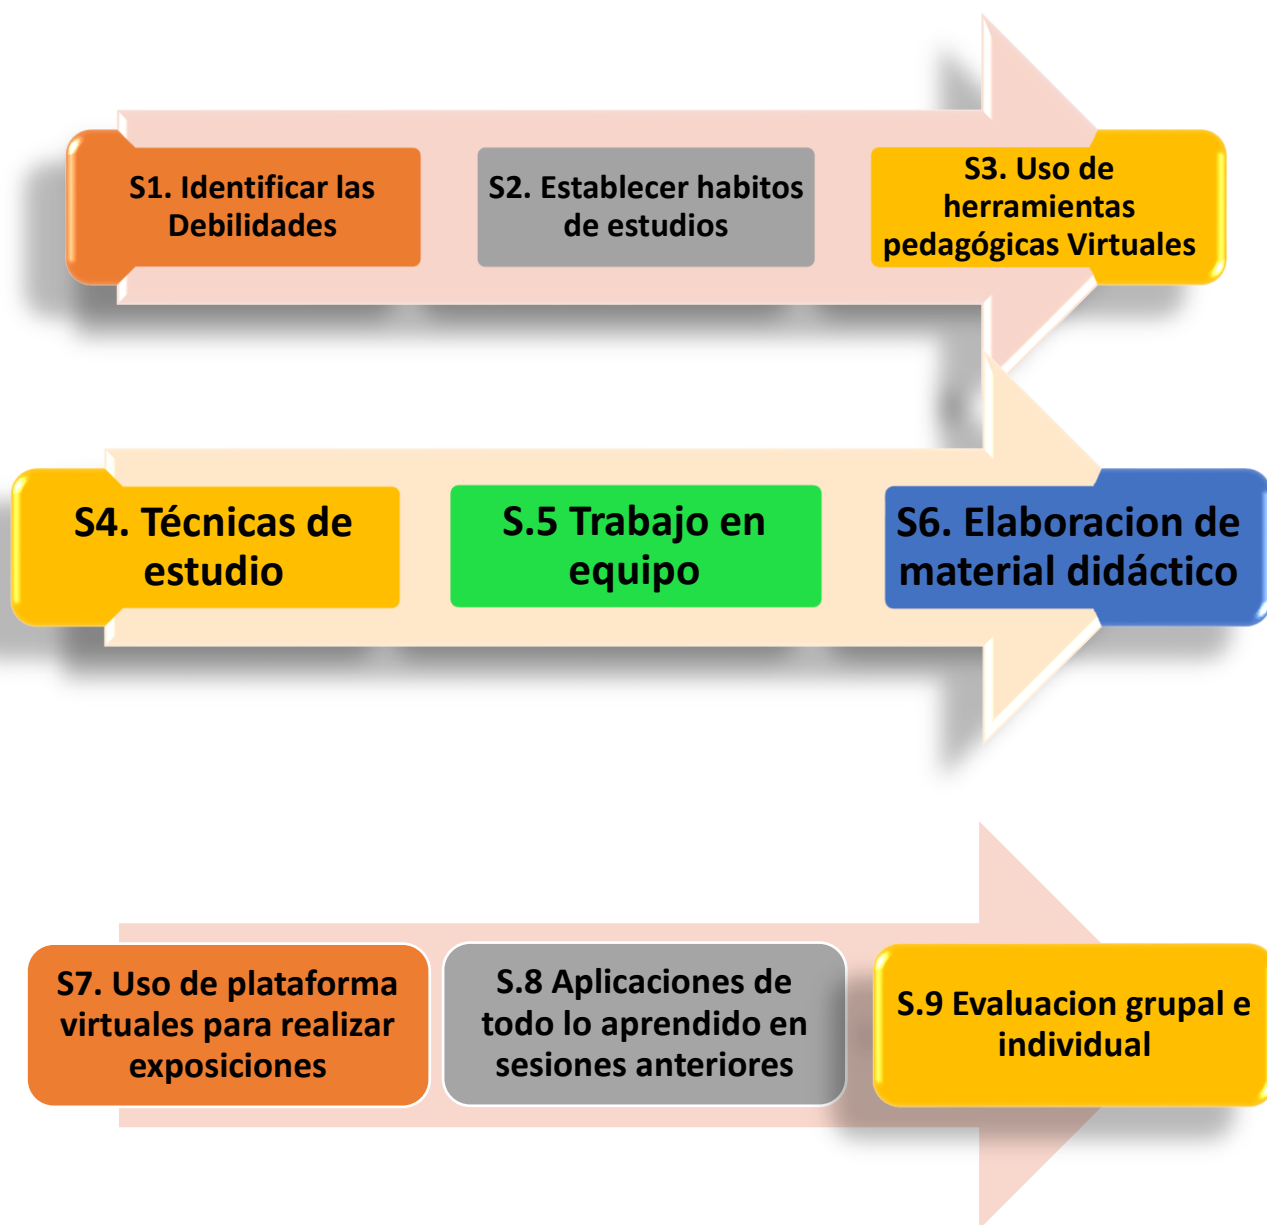 S1. Identificar las
Debilidades
S2. Establecer habitos
de estudios
S3. Uso de
herramientas
pedagógicas Virtuales
S4. Técnicas de
estudio
S.5 Trabajo en
equipo
S6. Elaboracion de
material didáctico
S7. Uso de plataforma
virtuales para realizar
exposiciones
S.8 Aplicaciones de
todo lo aprendido en
sesiones anteriores
S.9 Evaluacion grupal e
individual